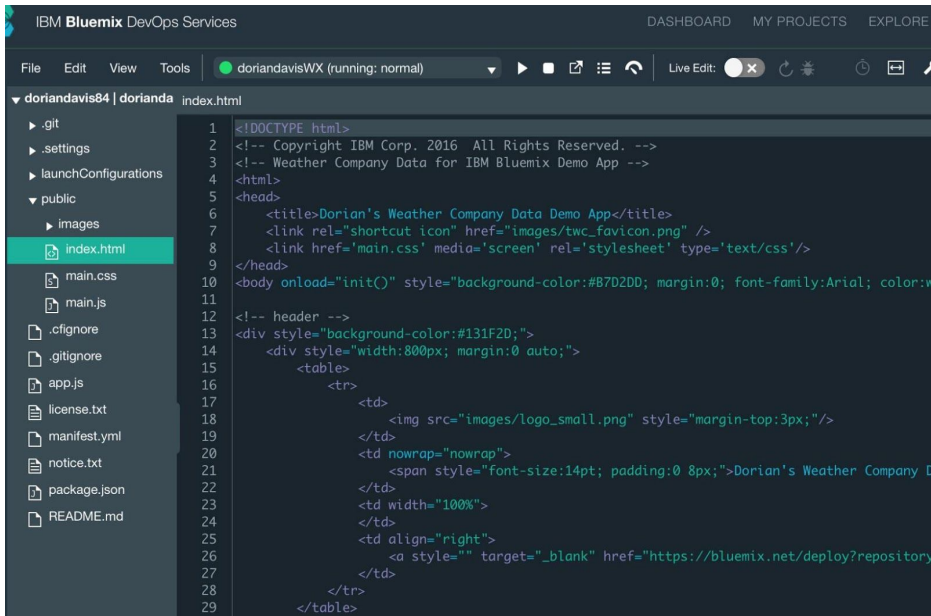 IBM Bluemix DevOps Services DASHBOARD MY PROJECTS EXPLORE
File Edit View Tools doriandavisWX (running: normal) Live Edit:
doriandavis84 | dorianda index.html
.git
.settings
launchConfigurations
public
images
index.html
main.css
main.js
.cfignore
.gitignore
app.js
license.txt
manifest.yml
notice.txt
package.json
README.md
1 <!DOCTYPE html>
2 <!-- Copyright IBM Corp. 2016  All Rights Reserved. -->
3 <!-- Weather Company Data for IBM Bluemix Demo App -->
4 <html>
5 <head>
6     <title>Dorian's Weather Company Data Demo App</title>
7     <link rel="shortcut icon" href="images/twc_favicon.png" />
8     <link href='main.css' media='screen' rel='stylesheet' type='text/css'/>
9 </head>
10 <body onload="init()" style="background-color:#B7D2DD; margin:0; font-family:Arial; color:w
11
12 <!-- header -->
13 <div style="background-color:#131F2D;">
14     <div style="width:800px; margin:0 auto;">
15         <table>
16             <tr>
17                 <td>
18                     <img src="images/logo_small.png" style="margin-top:3px;"/>
19                 </td>
20                 <td nowrap="nowrap">
21                     <span style="font-size:14pt; padding:0 8px;">Dorian's Weather Company D
22                 </td>
23                 <td width="100%">
24                 </td>
25                 <td align="right">
26                     <a style="" target="_blank" href="https://bluemix.net/deploy?repository
27                 </td>
28             </tr>
29         </table>